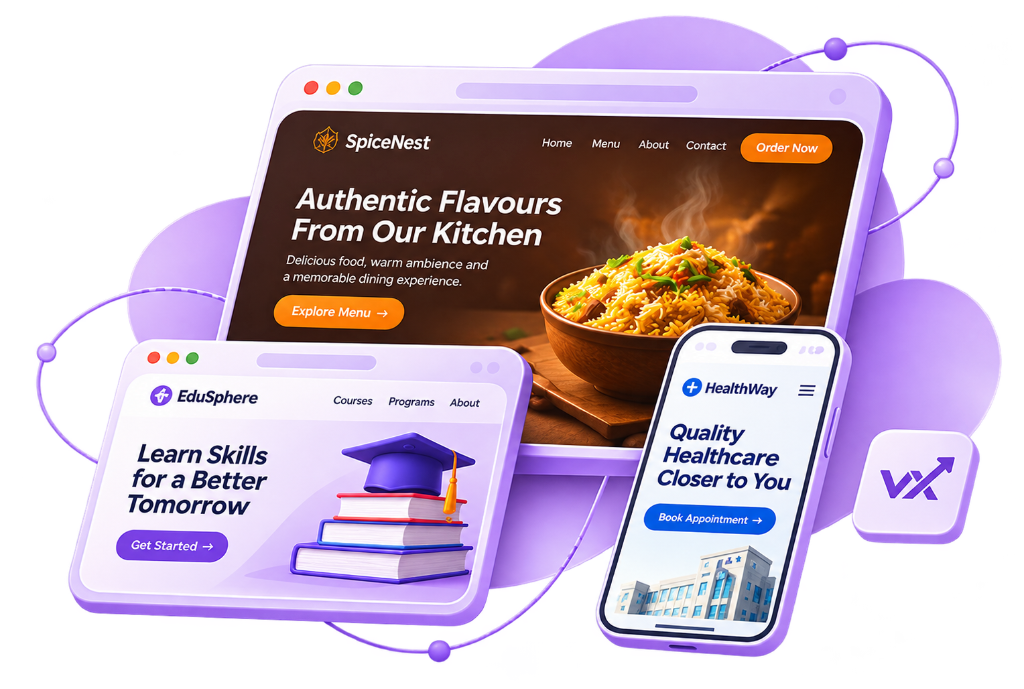 SpiceNest
Home Menu About Contact Order Now
Authentic Flavours
From Our Kitchen
Delicious food, warm ambience and
a memorable dining experience.
Explore Menu →
EduSphere
Courses Programs About
Learn Skills
for a Better
Tomorrow
Get Started →
HealthWay
Quality
Healthcare
Closer to You
Book Appointment →
VX